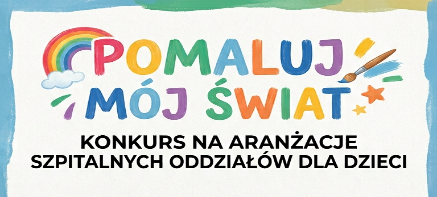 POMALUJ
MÓJ ŚWIAT
KONKURS NA ARANŻACJE
SZPITALNYCH ODDZIAŁÓW DLA DZIECI